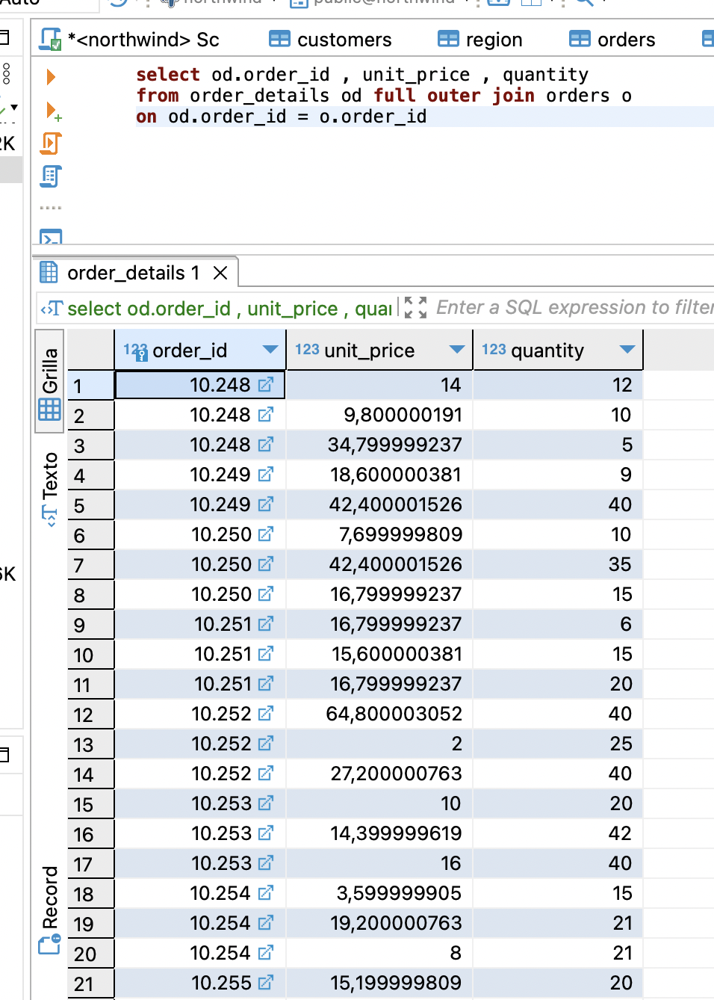 *<northwind> Sc customers region orders
select od.order_id , unit_price , quantity
from order_details od full outer join orders o
on od.order_id = o.order_id
order_details 1
select od.order_id , unit_price , quan
Enter a SQL expression to filter
Grilla
Texto
Record
123 order_id 123 unit_price 123 quantity
1 10.248 14 12
2 10.248 9,800000191 10
3 10.248 34,799999237 5
4 10.249 18,600000381 9
5 10.249 42,400001526 40
6 10.250 7,699999809 10
7 10.250 42,400001526 35
8 10.250 16,799999237 15
9 10.251 16,799999237 6
10 10.251 15,600000381 15
11 10.251 16,799999237 20
12 10.252 64,800003052 40
13 10.252 2 25
14 10.252 27,200000763 40
15 10.253 10 20
16 10.253 14,399999619 42
17 10.253 16 40
18 10.254 3,599999905 15
19 10.254 19,200000763 21
20 10.254 8 21
21 10.255 15,199999809 20